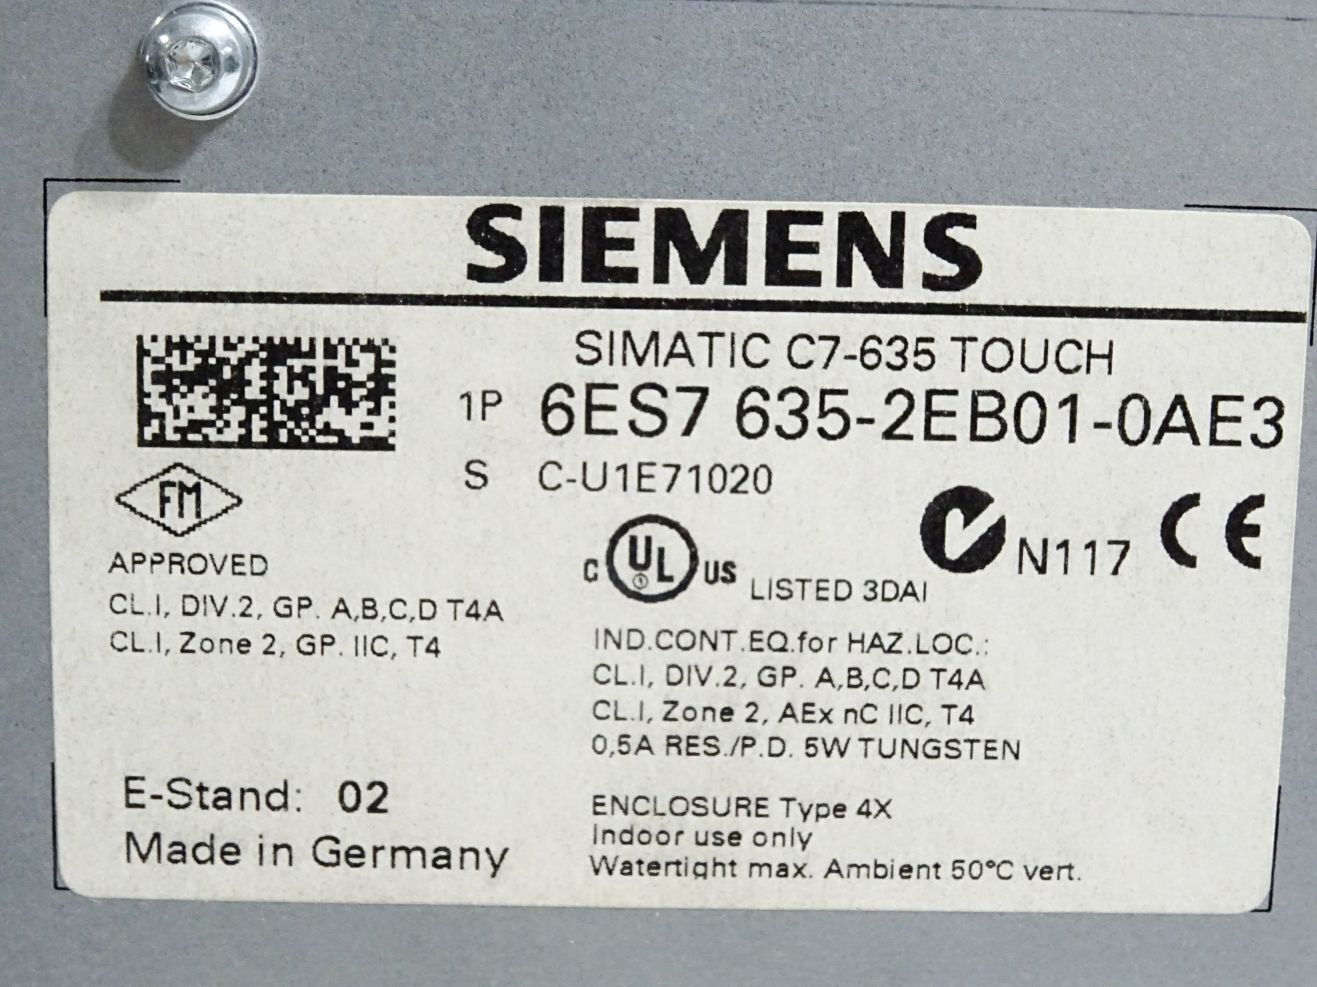 SIEMENS
SIMATIC C7-635 TOUCH
1P 6ES7 635-2EB01-0AE3
S C-U1E71020
FM
APPROVED
CL.I, DIV.2, GP. A,B,C,D T4A
CL.I, Zone 2, GP. IIC, T4
C UL US LISTED 3DAI
N117 CE
IND.CONT.EQ.for HAZ.LOC.:
CL.I, DIV.2, GP. A,B,C,D T4A
CL.I, Zone 2, AEx nC IIC, T4
0,5A RES./P.D. 5W TUNGSTEN
E-Stand: 02
Made in Germany
ENCLOSURE Type 4X
Indoor use only
Watertight max. Ambient 50°C vert.